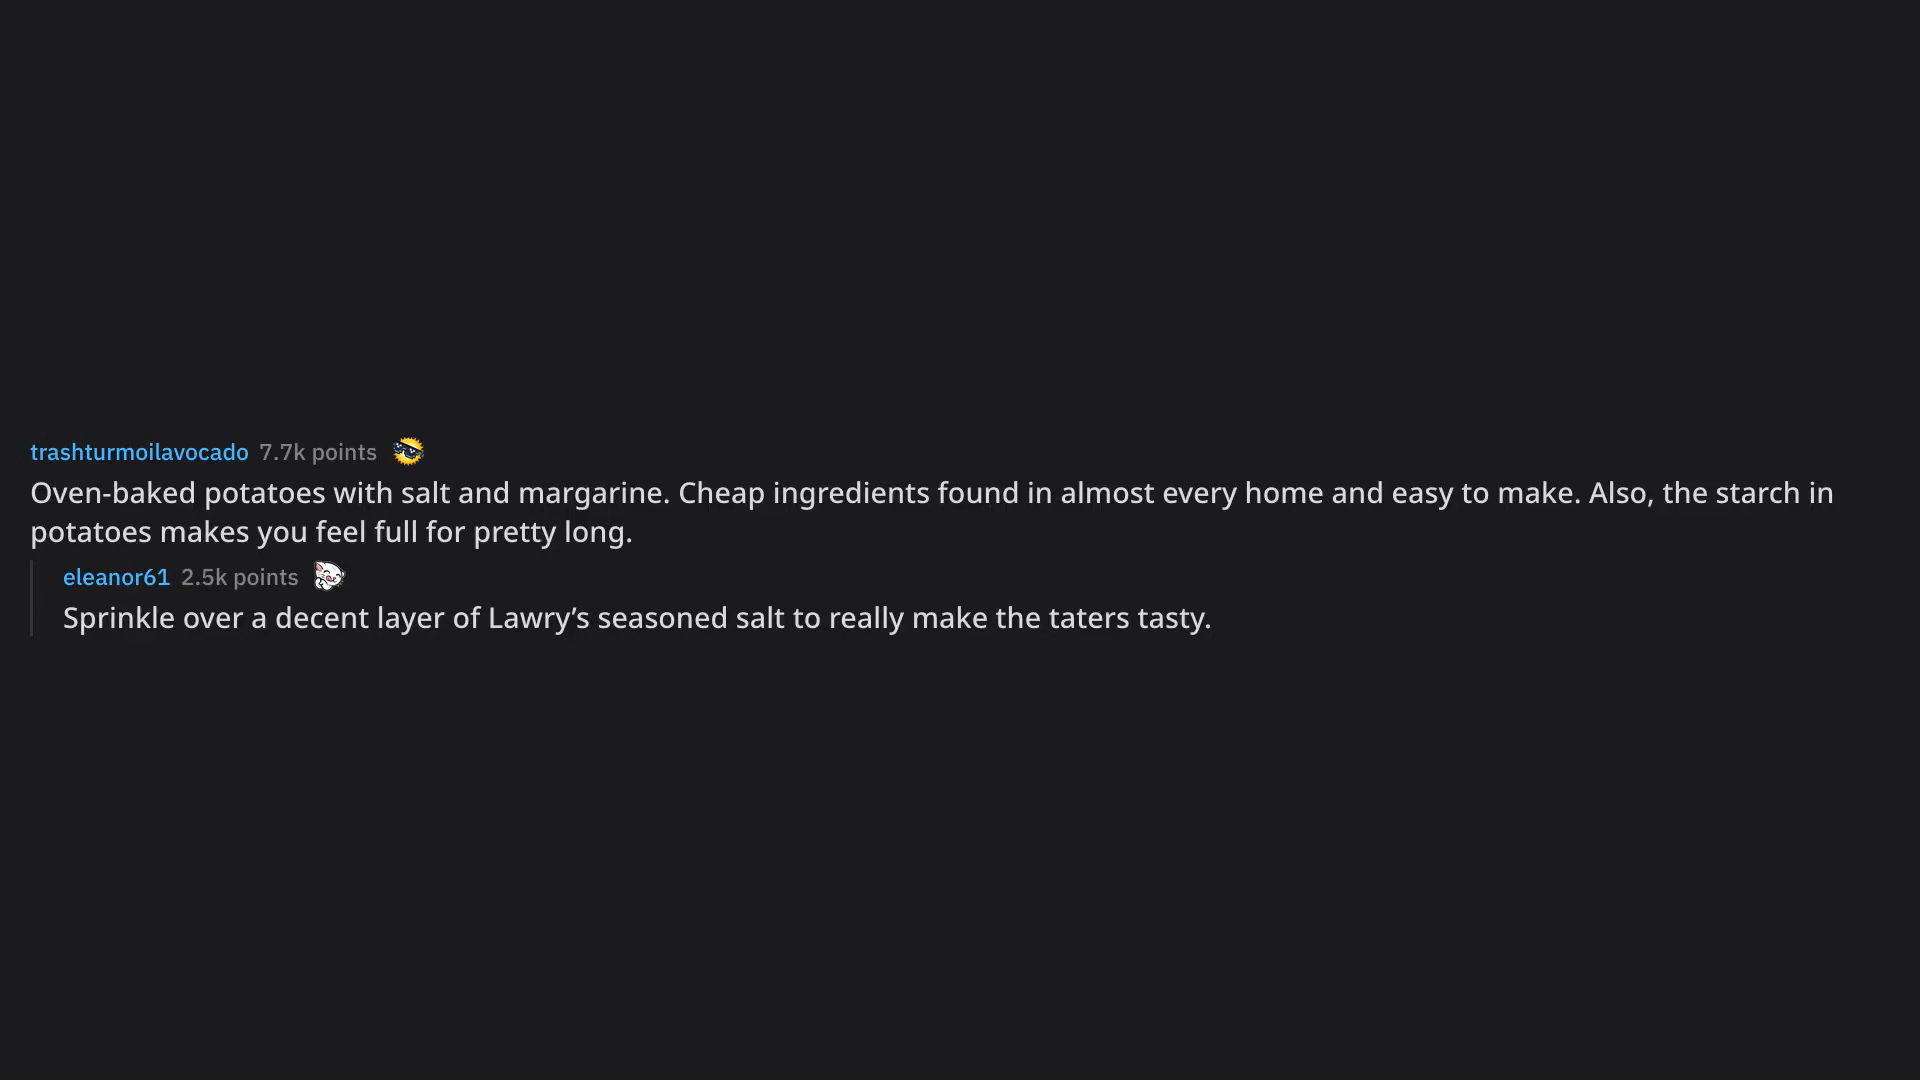 trashturmoilavocado 7.7k points
Oven-baked potatoes with salt and margarine. Cheap ingredients found in almost every home and easy to make. Also, the starch in
potatoes makes you feel full for pretty long.
eleanor61 2.5k points
Sprinkle over a decent layer of Lawry’s seasoned salt to really make the taters tasty.